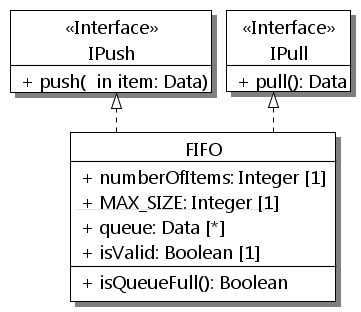 «Interface»
IPush
+ push( in item: Data)
«Interface»
IPull
+ pull(): Data
FIFO
+ numberOfItems: Integer [1]
+ MAX_SIZE: Integer [1]
+ queue: Data [*]
+ isValid: Boolean [1]
+ isQueueFull(): Boolean